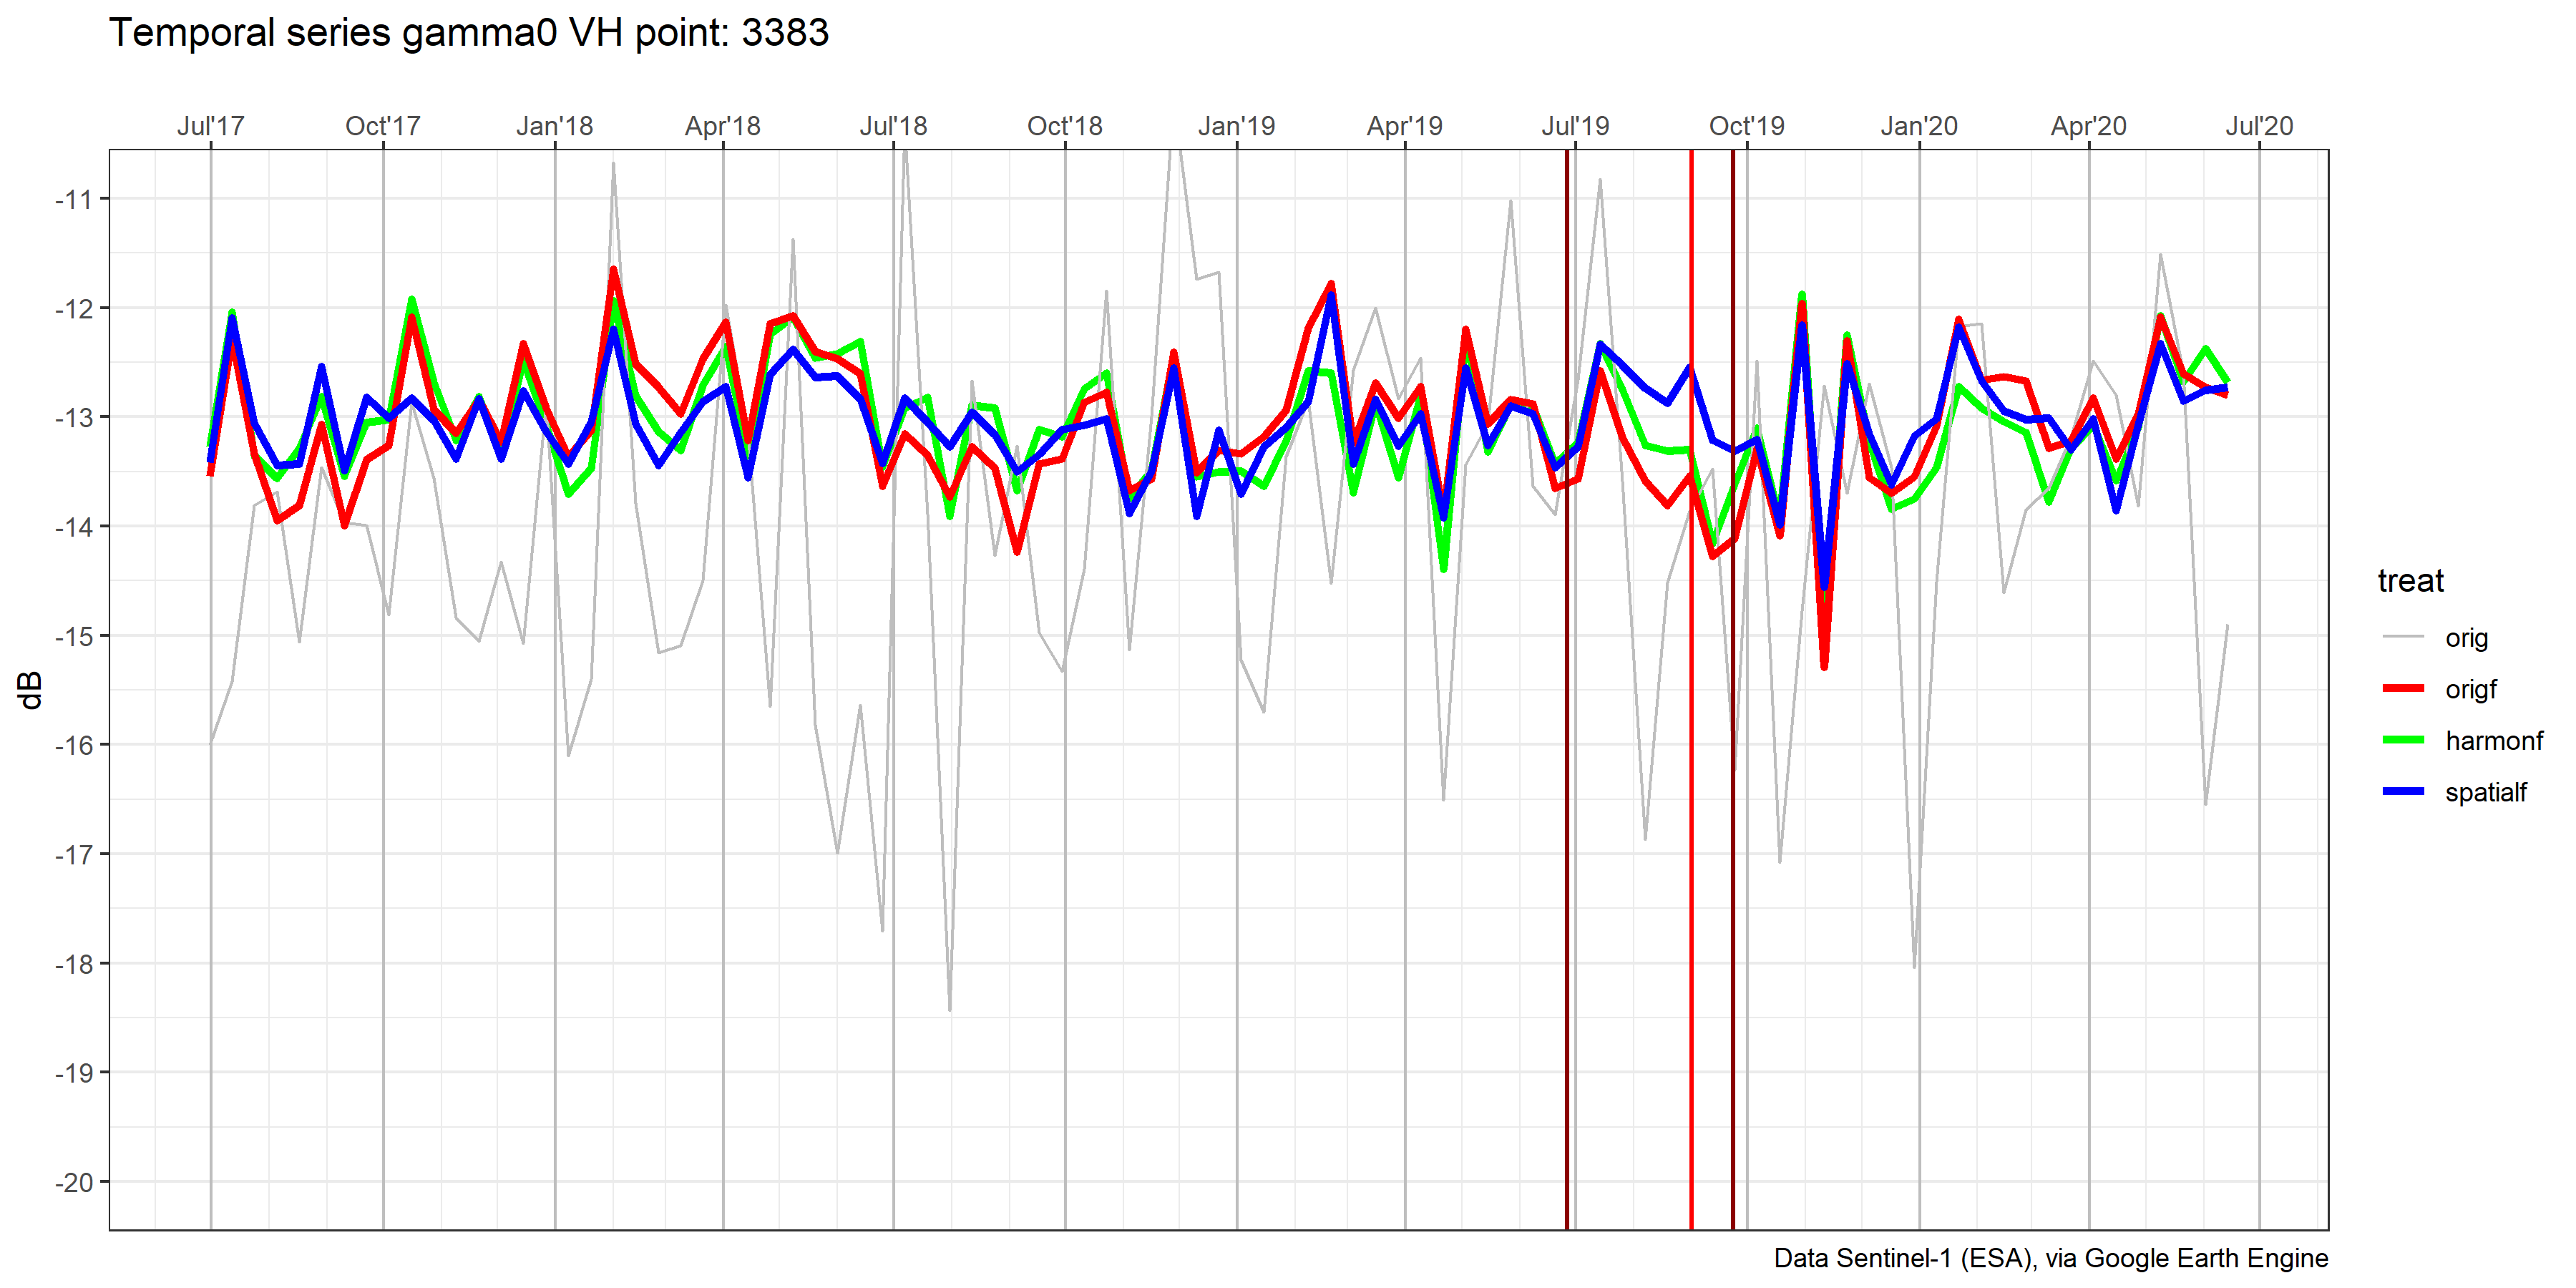 Temporal series gamma0 VH point: 3383
Jul'17 Oct'17 Jan'18 Apr'18 Jul'18 Oct'18 Jan'19 Apr'19 Jul'19 Oct'19 Jan'20 Apr'20 Jul'20
-11
-12
-13
-14
-15
-16
-17
-18
-19
-20
dB
treat
orig
origf
harmonf
spatialf
Data Sentinel-1 (ESA), via Google Earth Engine